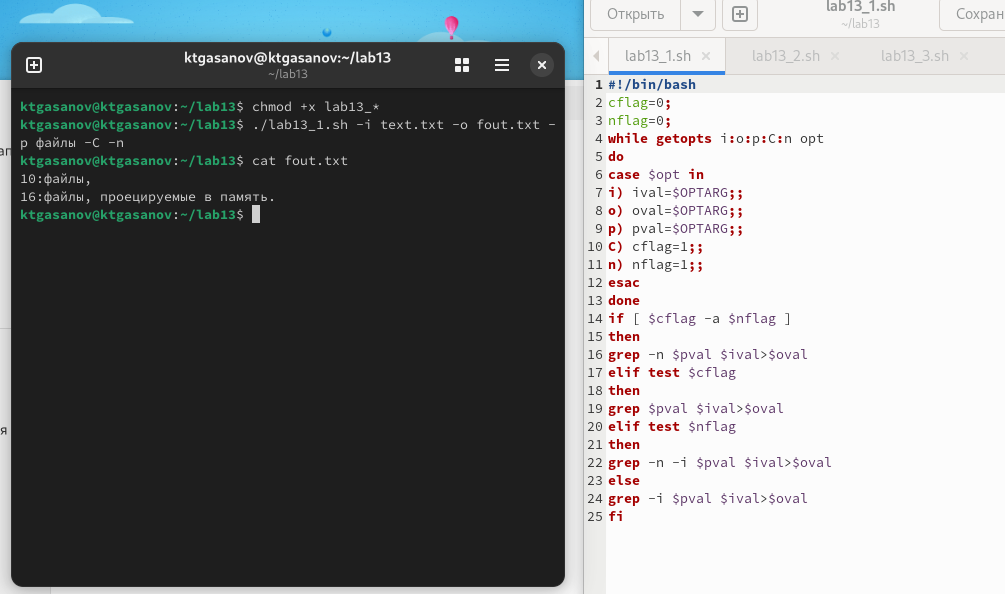 ktgasanov@ktgasanov:~/lab13
~/lab13
ktgasanov@ktgasanov:~/lab13$ chmod +x lab13_*
ktgasanov@ktgasanov:~/lab13$ ./lab13_1.sh -i text.txt -o fout.txt -
p файлы -C -n
ktgasanov@ktgasanov:~/lab13$ cat fout.txt
10:файлы,
16:файлы, проецируемые в память.
ktgasanov@ktgasanov:~/lab13$
Открыть
lab13_1.sh
~/lab13
Сохран
lab13_1.sh
lab13_2.sh
lab13_3.sh
1 #!/bin/bash
2 cflag=0;
3 nflag=0;
4 while getopts i:o:p:C:n opt
5 do
6 case $opt in
7 i) ival=$OPTARG;;
8 o) oval=$OPTARG;;
9 p) pval=$OPTARG;;
10 C) cflag=1;;
11 n) nflag=1;;
12 esac
13 done
14 if [ $cflag -a $nflag ]
15 then
16 grep -n $pval $ival>$oval
17 elif test $cflag
18 then
19 grep $pval $ival>$oval
20 elif test $nflag
21 then
22 grep -n -i $pval $ival>$oval
23 else
24 grep -i $pval $ival>$oval
25 fi